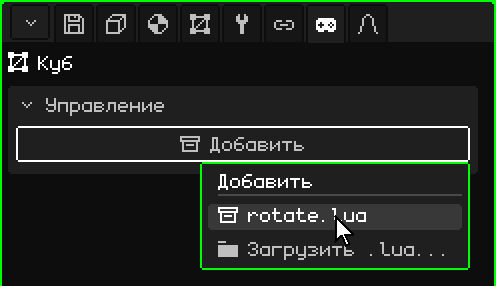 Куб
Управление
Добавить
Добавить
rotate.lua
Загрузить .lua...